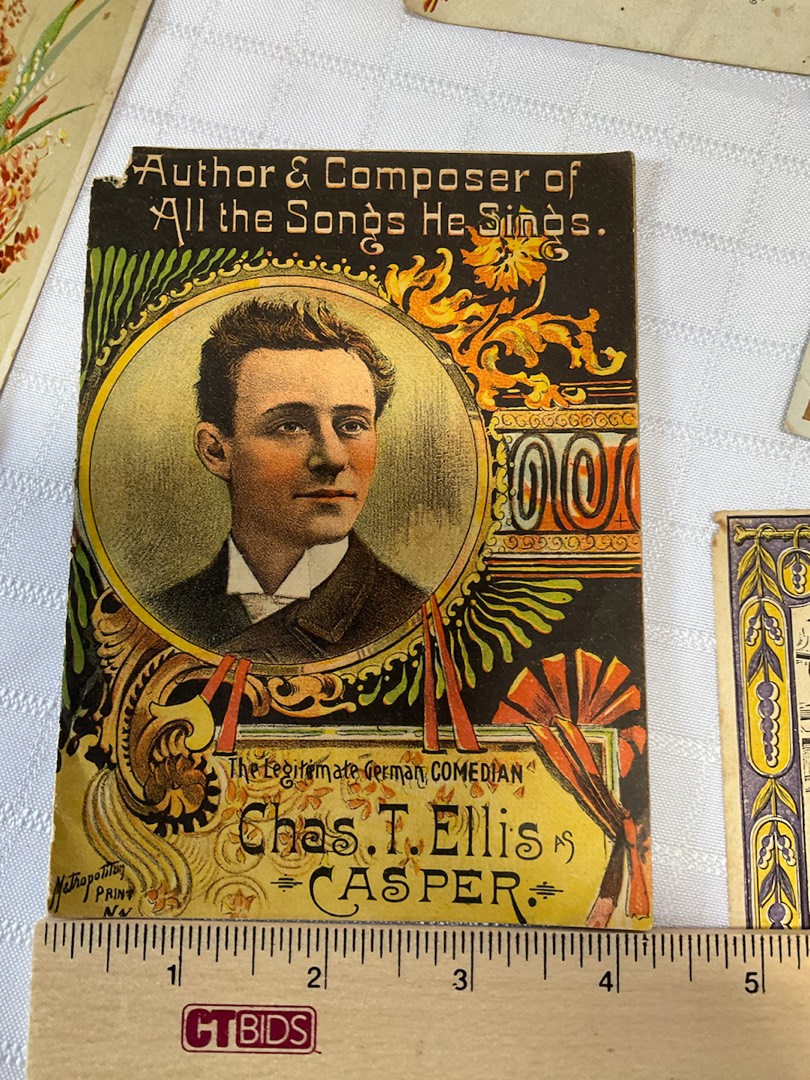 Author & Composer of
All the Songs He Sings.
The Legitemate German COMEDIAN
Chas. T. Ellis AS
CASPER.
Metropolitan
PRINT
N.Y
1 2 3 4 5
CTBIDS